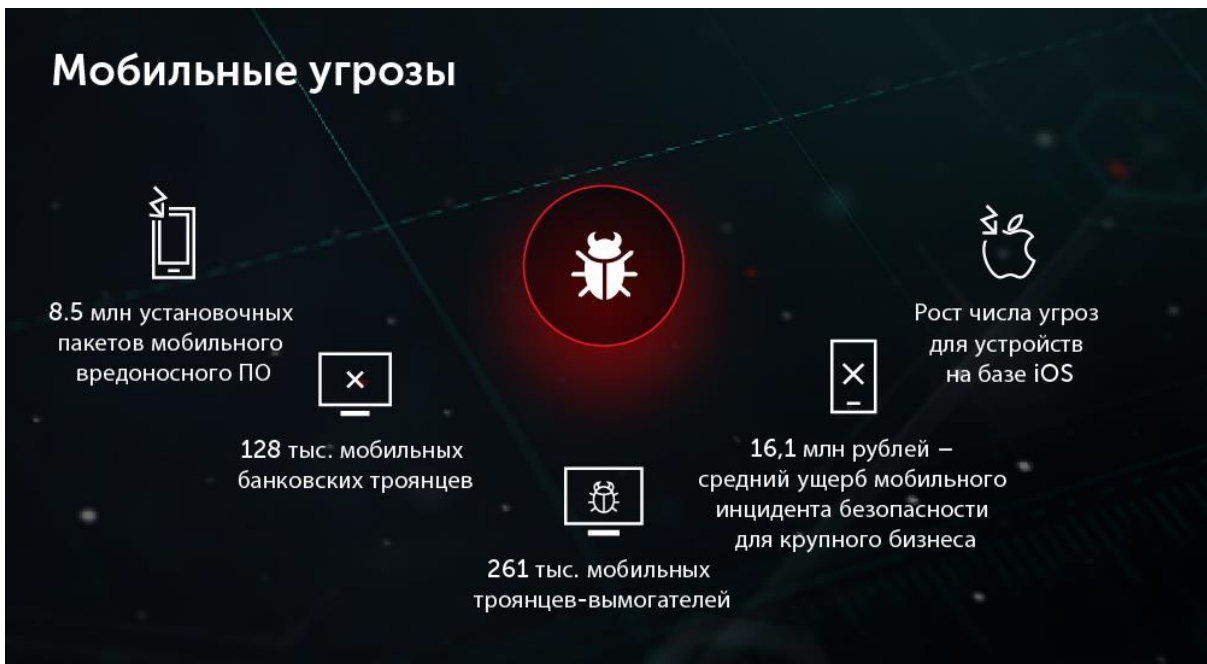 Мобильные угрозы
8.5 млн установочных
пакетов мобильного
вредоносного ПО
128 тыс. мобильных
банковских троянцев
261 тыс. мобильных
троянцев-вымогателей
16,1 млн рублей –
средний ущерб мобильного
инцидента безопасности
для крупного бизнеса
Рост числа угроз
для устройств
на базе iOS